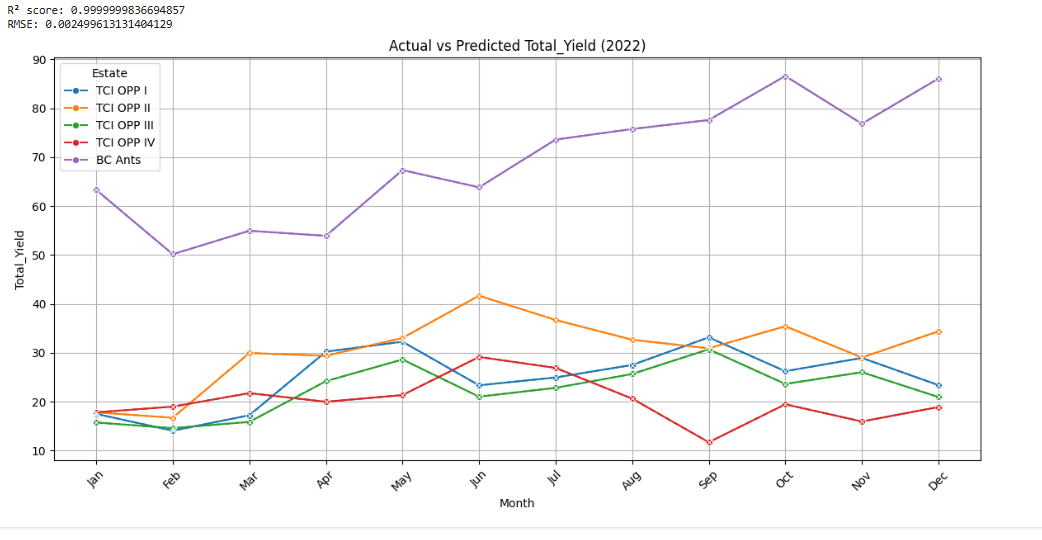 R² score: 0.9999999836694857
RMSE: 0.002499613131404129
Actual vs Predicted Total_Yield (2022)
Estate
TCI OPP I
TCI OPP II
TCI OPP III
TCI OPP IV
BC Ants
Total_Yield
90
80
70
60
50
40
30
20
10
Jan
Feb
Mar
Apr
May
Jun
Jul
Aug
Sep
Oct
Nov
Dec
Month